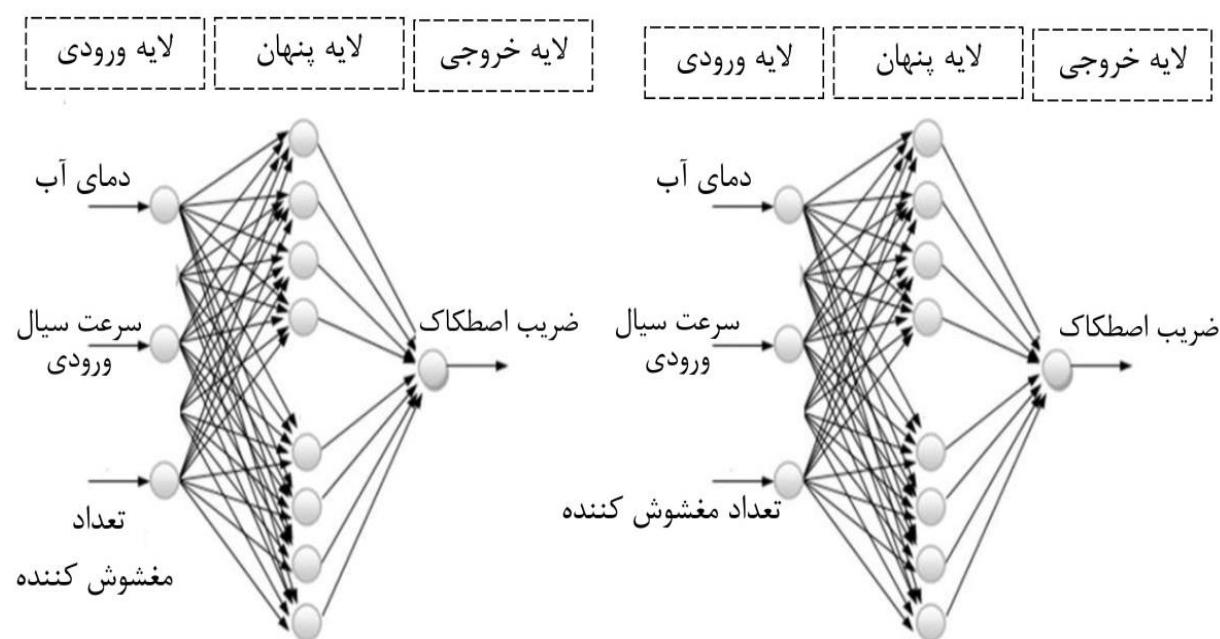 لایه ورودی
لایه پنهان
لایه خروجی
دمای آب
سرعت سیال
ورودی
تعداد
مغشوش کننده
ضریب اصطکاک
لایه ورودی
لایه پنهان
لایه خروجی
دمای آب
سرعت سیال
ورودی
تعداد مغشوش کننده
ضریب اصطکاک